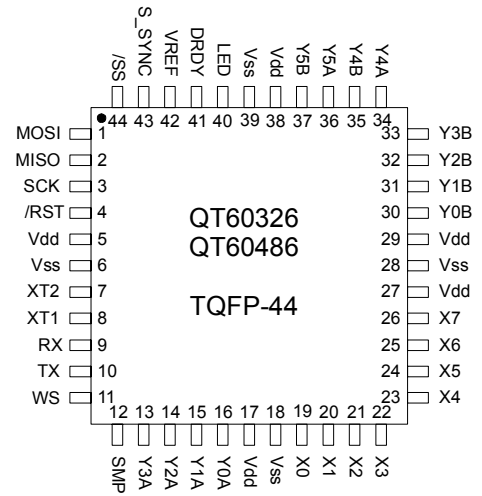 /SS S_SYNC VREF DRDY LED Vss Vdd Y5B Y5A Y4B Y4A
44 43 42 41 40 39 38 37 36 35 34
MOSI 1
MISO 2
SCK 3
/RST 4
Vdd 5
Vss 6
XT2 7
XT1 8
RX 9
TX 10
WS 11
QT60326
QT60486
TQFP-44
33 Y3B
32 Y2B
31 Y1B
30 Y0B
29 Vdd
28 Vss
27 Vdd
26 X7
25 X6
24 X5
23 X4
12 13 14 15 16 17 18 19 20 21 22
SMP Y3A Y2A Y1A Y0A Vdd Vss X0 X1 X2 X3